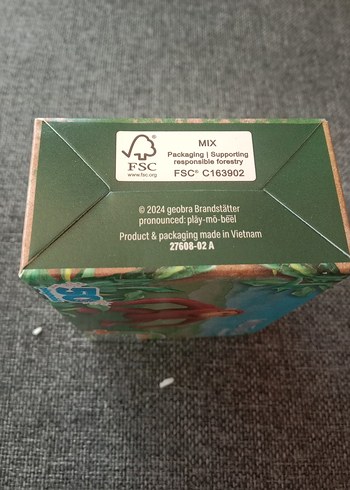 FSC
www.fsc.org
MIX
Packaging | Supporting
responsible forestry
FSC® C163902
© 2024 geobra Brandstätter
pronounced: plāy-mō-bēēl
Product & packaging made in Vietnam
27608-02 A